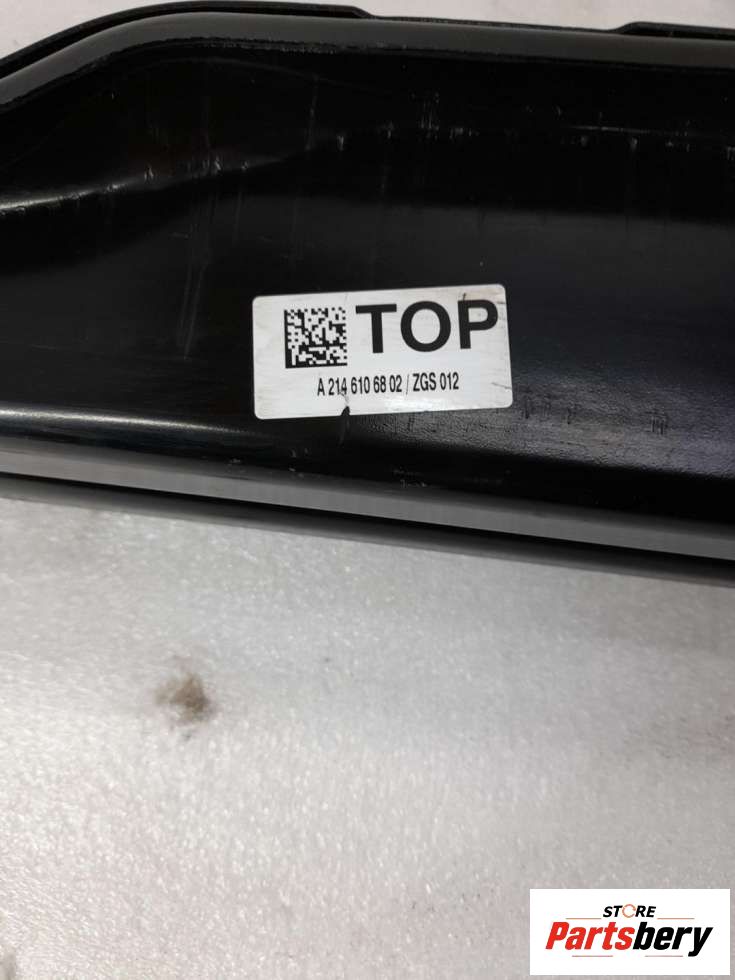 TOP
A 214 610 68 02 / ZGS 012
STORE
Partsbery